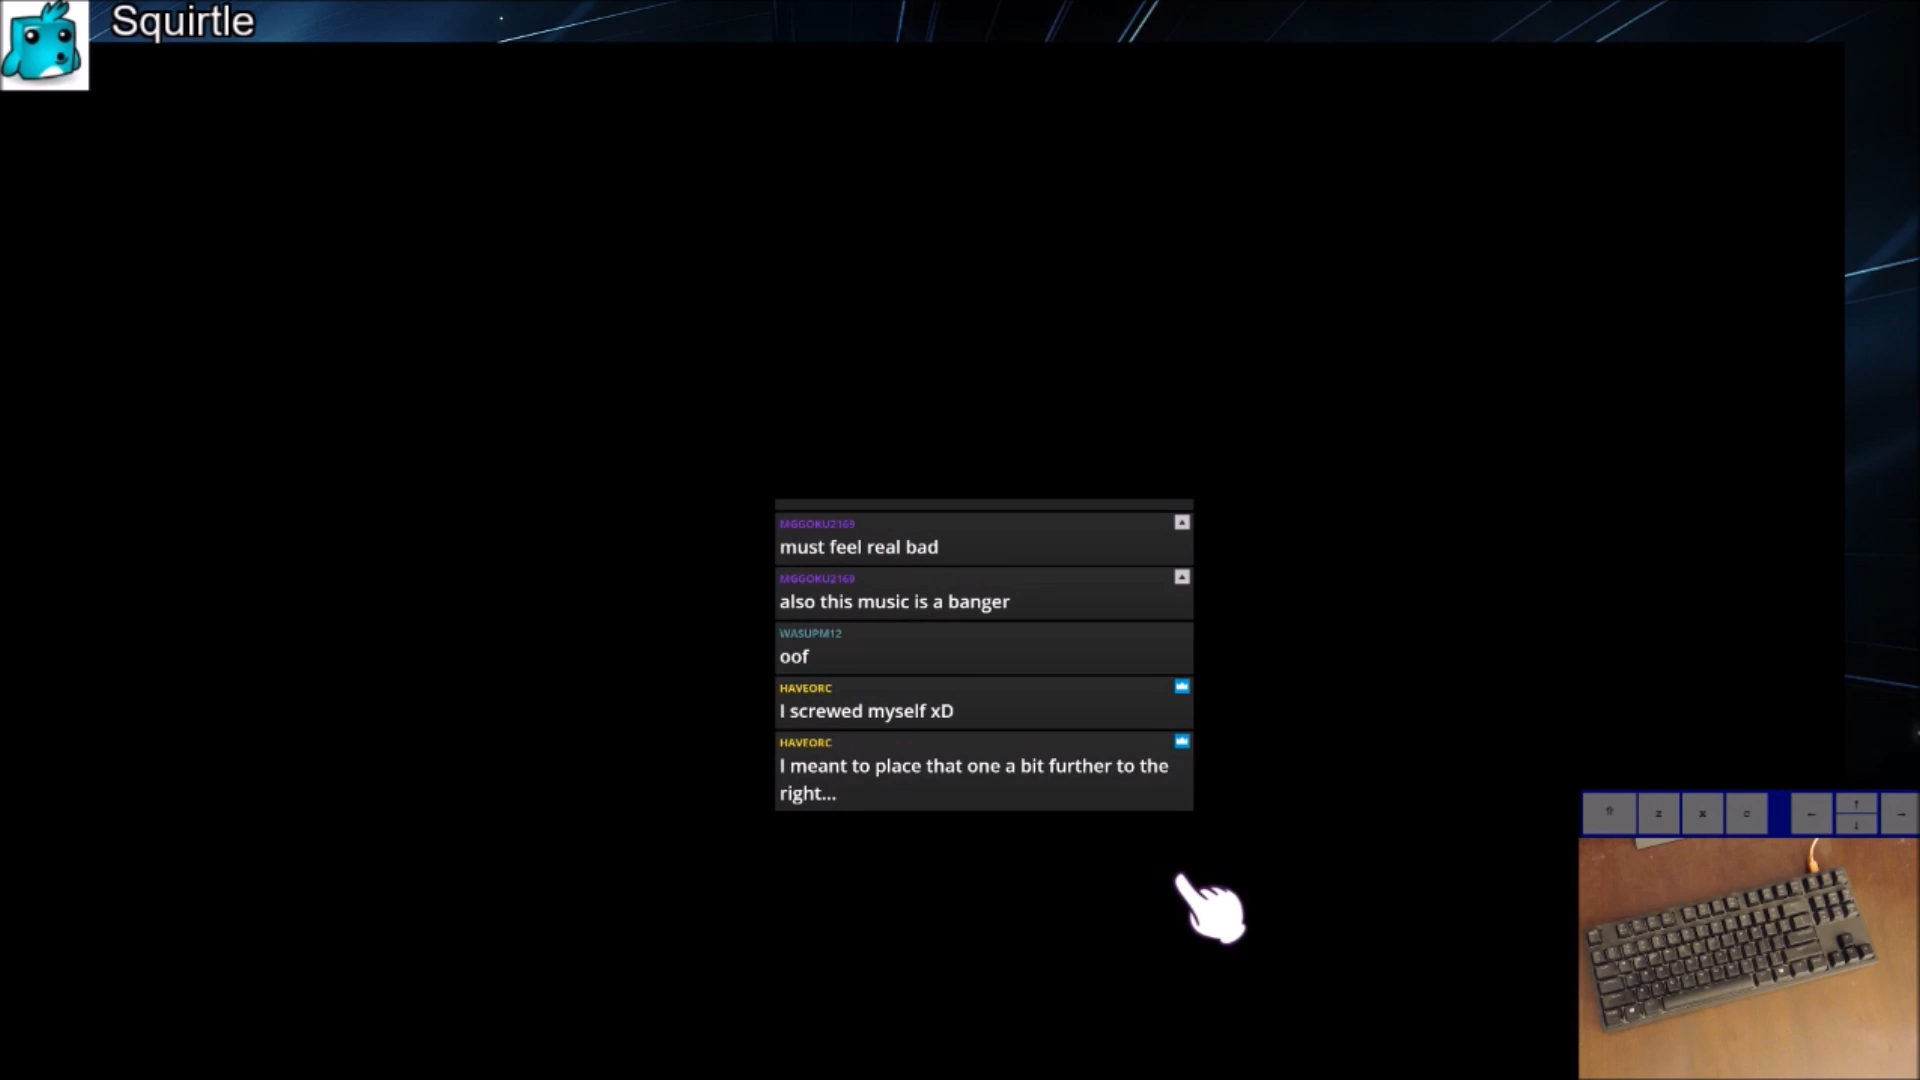 Squirtle
MGGOKU2169
must feel real bad
MGGOKU2169
also this music is a banger
WASUPM12
oof
HAVEORC
I screwed myself xD
HAVEORC
I meant to place that one a bit further to the
right...
⇧ z x c ← ↑ ↓ →